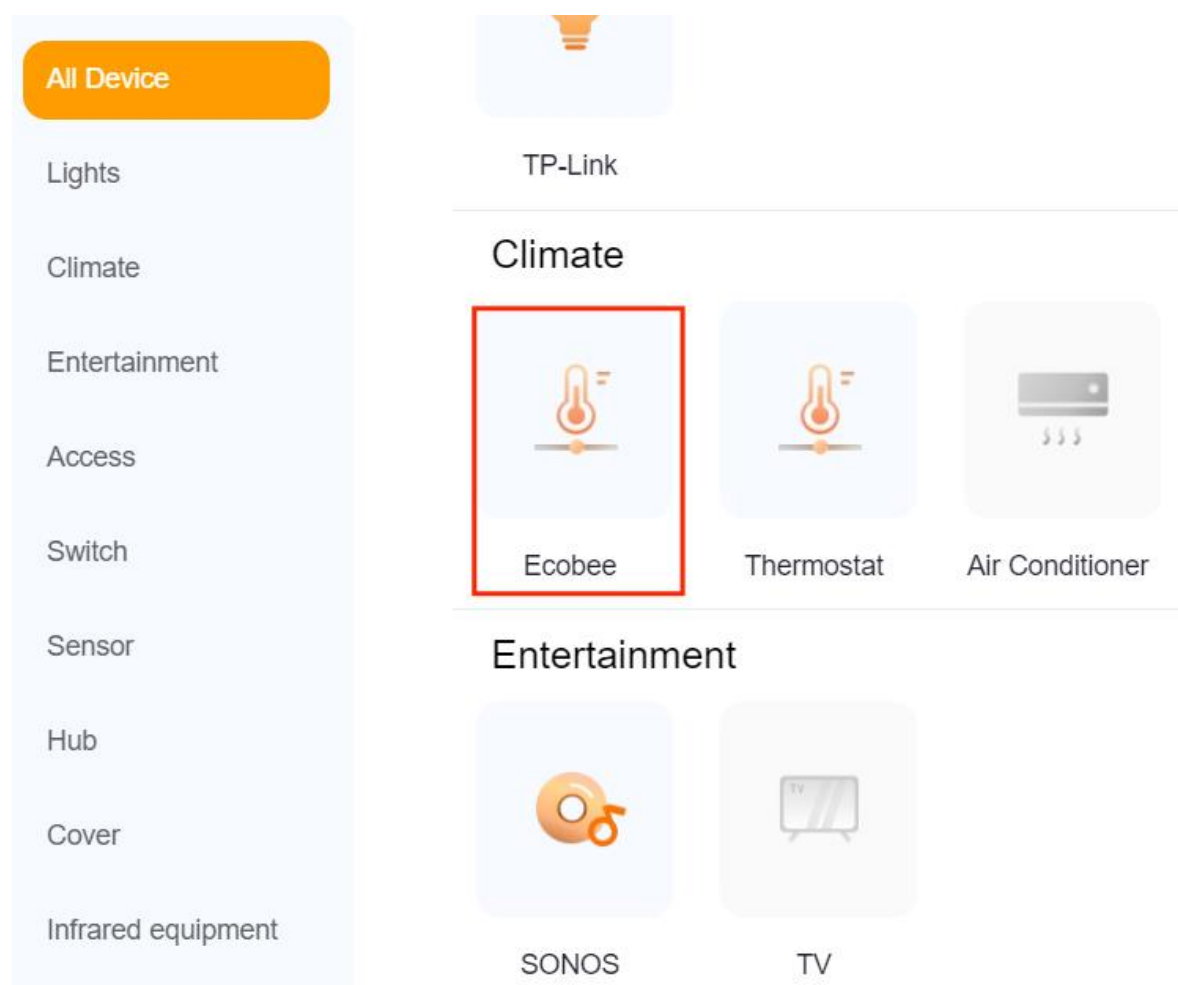 All Device
Lights
Climate
Entertainment
Access
Switch
Sensor
Hub
Cover
Infrared equipment
TP-Link
Climate
Ecobee
Thermostat
Air Conditioner
Entertainment
TV
SONOS
TV